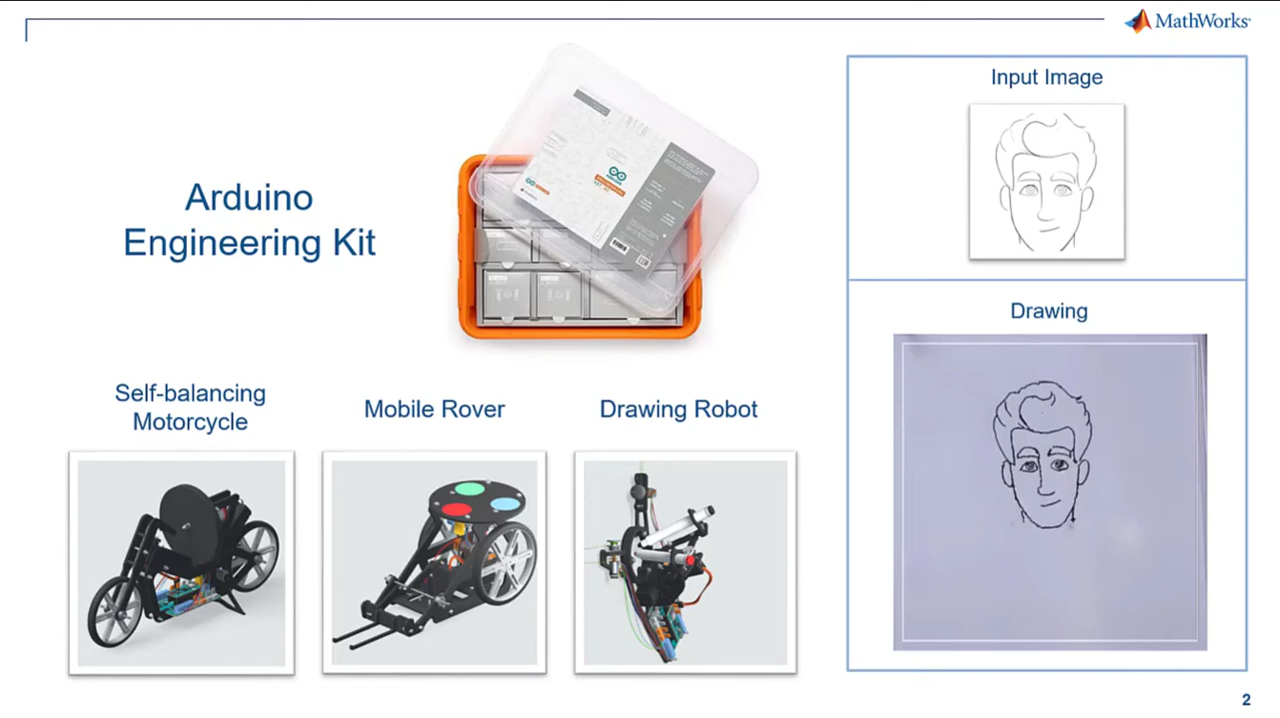 MathWorks
Arduino
Engineering Kit
Input Image
Drawing
Self-balancing
Motorcycle
Mobile Rover
Drawing Robot
2